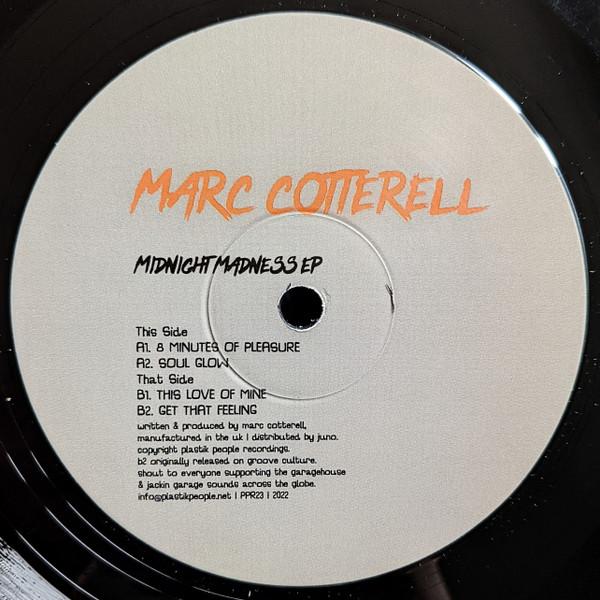 MARC COTTERELL
MIDNIGHT MADNESS EP
This Side
A1. 8 MINUTES OF PLEASURE
A2. SOUL GLOW
That Side
B1. THIS LOVE OF MINE
B2. GET THAT FEELING
written & produced by marc cotterell,
manufactured in the uk | distributed by juno.
copyright plastik people recordings.
b2 originally released on groove culture.
shout to everyone supporting the garagehouse
& jackin garage sounds across the globe.
info@plastikpeople.net | PPR23 | 2022